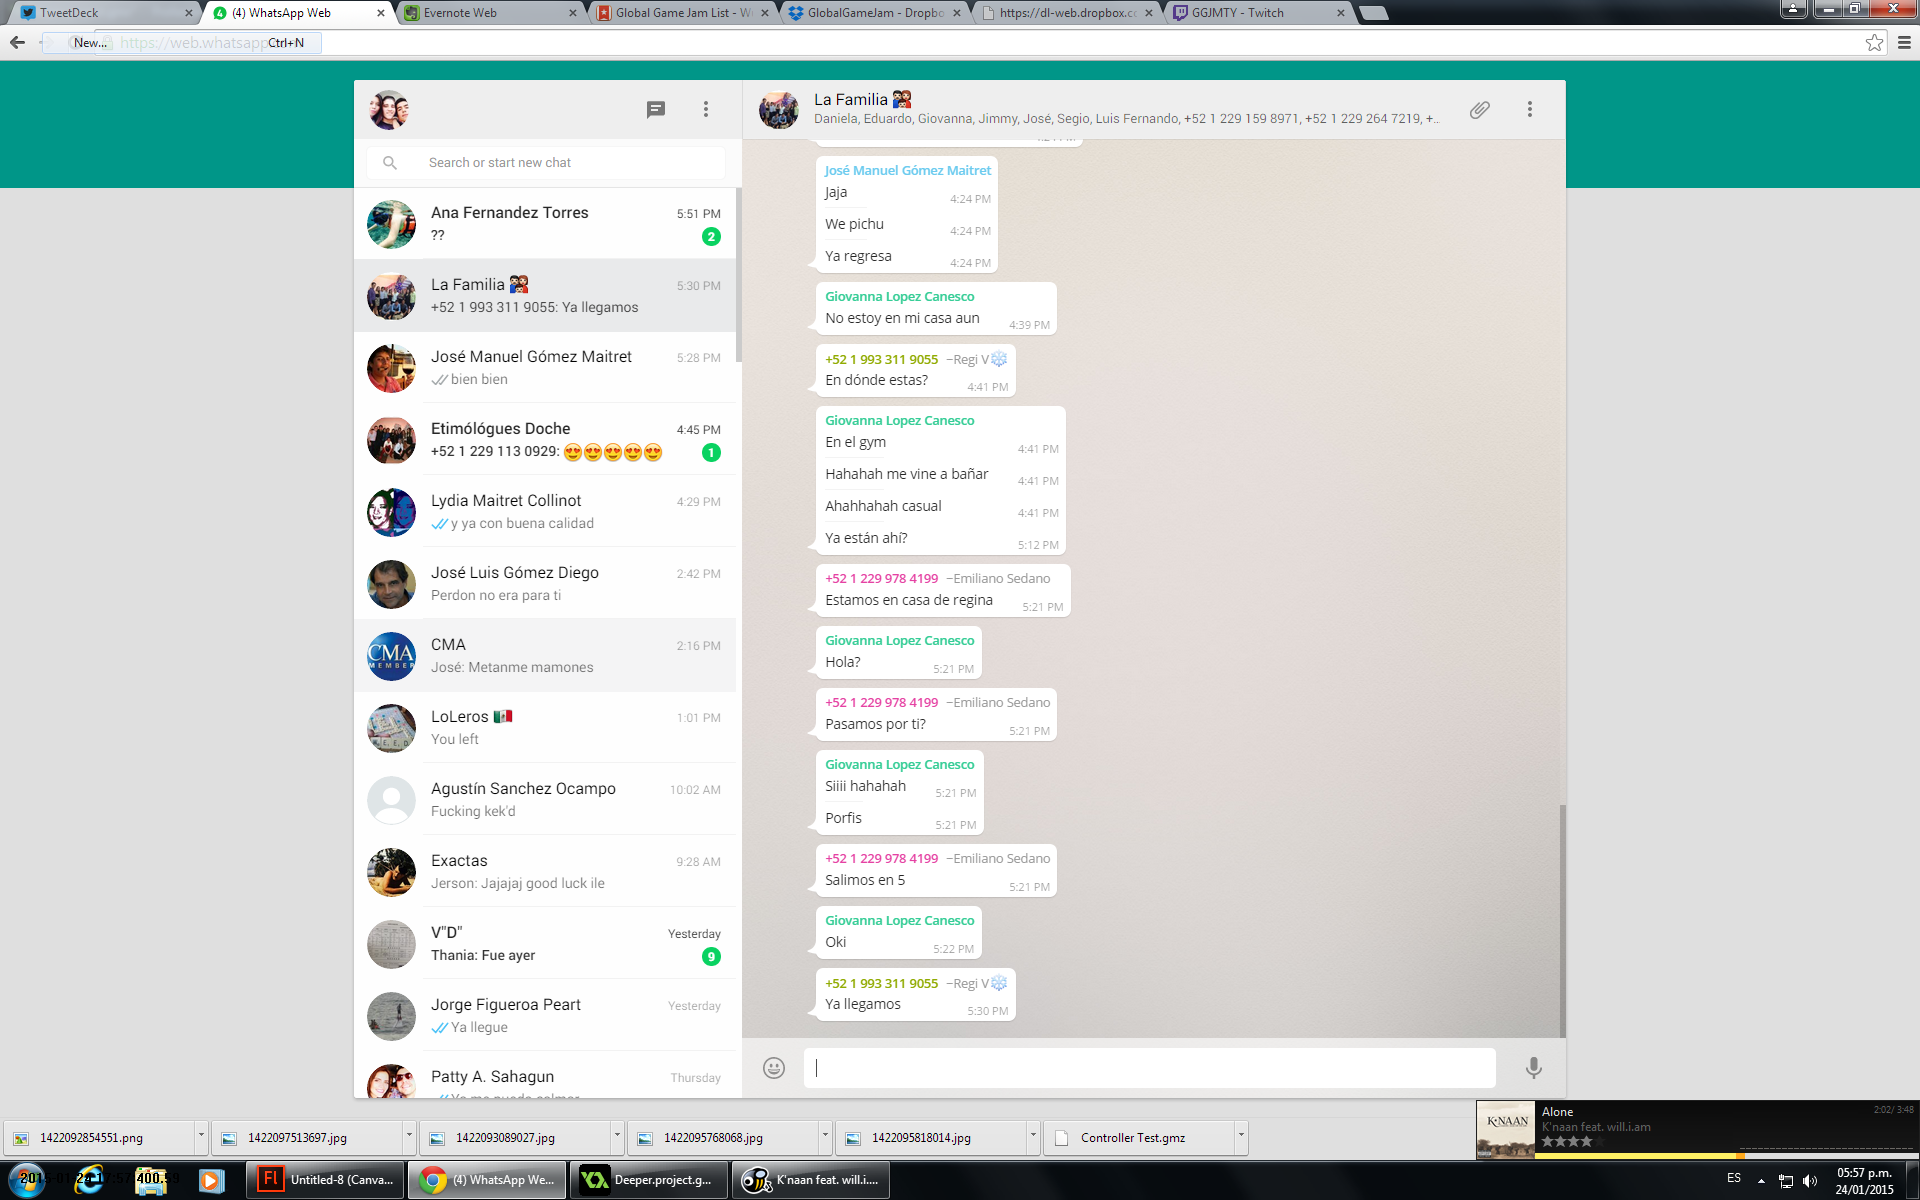 TweetDeck
(4) WhatsApp Web
Evernote Web
Global Game Jam List - W
GlobalGameJam - Dropbo
https://dl-web.dropbox.co
GGJMTY - Twitch
New...
https://web.whatsapp
Ctrl+N
La Familia
Daniela, Eduardo, Giovanna, Jimmy, José, Segio, Luis Fernando, +52 1 229 159 8971, +52 1 229 264 7219, +...
Search or start new chat
Ana Fernandez Torres
5:51 PM
??
2
La Familia
5:30 PM
+52 1 993 311 9055: Ya llegamos
José Manuel Gómez Maitret
5:28 PM
bien bien
Etimólógues Doche
4:45 PM
+52 1 229 113 0929: 😍😍😍😍😍
1
Lydia Maitret Collinot
4:29 PM
y ya con buena calidad
José Luis Gómez Diego
2:42 PM
Perdon no era para ti
CMA
MEMBER
CMA
2:16 PM
José: Metanme mamones
LoLeros 🇲🇽
1:01 PM
You left
Agustín Sanchez Ocampo
10:02 AM
Fucking kek'd
Exactas
9:28 AM
Jerson: Jajajaj good luck ile
V"D"
Yesterday
Thania: Fue ayer
9
Jorge Figueroa Peart
Yesterday
Ya llegue
Patty A. Sahagun
Thursday
José Manuel Gómez Maitret
Jaja
4:24 PM
We pichu
4:24 PM
Ya regresa
4:24 PM
Giovanna Lopez Canesco
No estoy en mi casa aun
4:39 PM
+52 1 993 311 9055 ~Regi V❄️
En dónde estas?
4:41 PM
Giovanna Lopez Canesco
En el gym
4:41 PM
Hahahah me vine a bañar
4:41 PM
Ahahhahah casual
4:41 PM
Ya están ahí?
5:12 PM
+52 1 229 978 4199 ~Emiliano Sedano
Estamos en casa de regina
5:21 PM
Giovanna Lopez Canesco
Hola?
5:21 PM
+52 1 229 978 4199 ~Emiliano Sedano
Pasamos por ti?
5:21 PM
Giovanna Lopez Canesco
Siiii hahahah
5:21 PM
Porfis
5:21 PM
+52 1 229 978 4199 ~Emiliano Sedano
Salimos en 5
5:21 PM
Giovanna Lopez Canesco
Oki
5:22 PM
+52 1 993 311 9055 ~Regi V❄️
Ya llegamos
5:30 PM
1422092854551.png
1422097513697.jpg
1422093089027.jpg
1422095768068.jpg
1422095818014.jpg
Controller Test.gmz
K'NAAN
Alone
2:02/ 3:48
K'naan feat. will.i.am
Untitled-8 (Canva...
(4) WhatsApp We...
Deeper.project.g...
K'naan feat. will.i....
ES
05:57 p.m.
24/01/2015